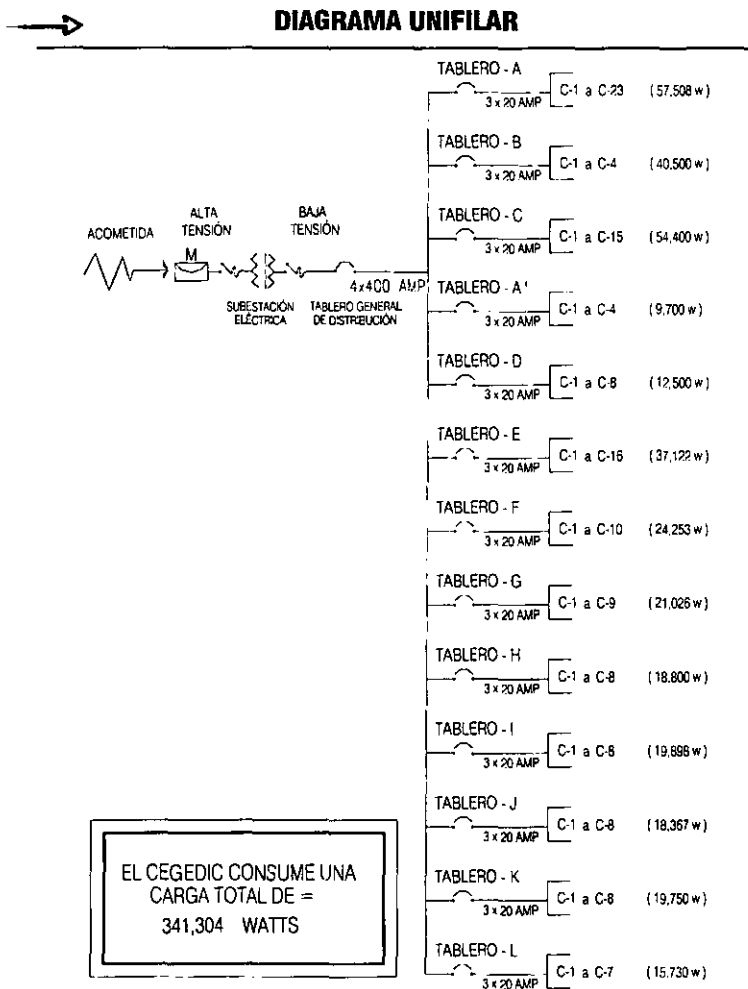 DIAGRAMA UNIFILAR
ACOMETIDA
ALTA
TENSIÓN
M
SUBESTACIÓN
ELÉCTRICA
BAJA
TENSIÓN
TABLERO GENERAL
DE DISTRIBUCIÓN
4x400 AMP
TABLERO - A
3 x 20 AMP
C-1 a C-23 (57,508 w)
TABLERO - B
3 x 20 AMP
C-1 a C-4 (40,500 w)
TABLERO - C
3 x 20 AMP
C-1 a C-15 (54,400 w)
TABLERO - A'
3 x 20 AMP
C-1 a C-4 (9,700 w)
TABLERO - D
3 x 20 AMP
C-1 a (12,500 w)
TABLERO - E
3 x 20 AMP
C-1 a C-16 (37,122 w)
TABLERO - F
3 x 20 AMP
C-1 a C-10 (24,253 w)
TABLERO - G
3 x 20 AMP
C-1 a C-9 (21,026 w)
TABLERO - H
3 x 20 AMP
C-1 a C-8 (18,800 w)
TABLERO - I
3 x 20 AMP
C-1 a
TABLERO - J
3 x 20 AMP
C-1 a C-8 (18,367 w)
TABLERO - K
3 x 20 AMP
C-1 a (19,750 w)
TABLERO - L
3 x 20 AMP
C-1 a C-7 (15,730 w)
EL CEGEDIC CONSUME UNA
CARGA TOTAL DE =
341,304 WATTS